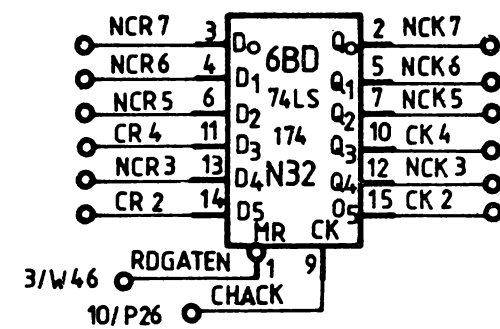 NCR7 3 D0 6BD Q0 2 NCK7
NCR6 4 D1 74LS Q1 5 NCK6
NCR5 6 D2 174 Q2 7 NCK5
CR4 11 D3 Q3 10 CK4
NCR3 13 D4 N32 Q4 12 NCK3
CR2 14 D5 Q5 15 CK2
MR CK
RDGATEN 1 9
3/W46
CHACK
10/P26